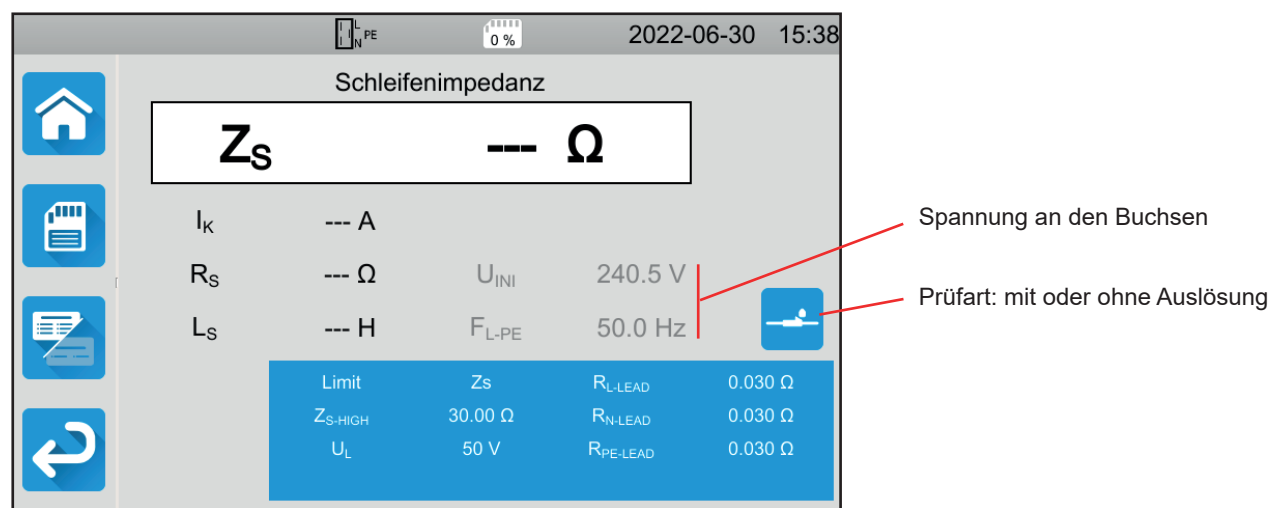 L
N PE
0 %
2022-06-30 15:38
Schleifenimpedanz
ZS --- Ω
IK --- A
RS --- Ω UINI 240.5 V
LS --- H FL-PE 50.0 Hz
Spannung an den Buchsen
Prüfart: mit oder ohne Auslösung
Limit Zs RL-LEAD 0.030 Ω
ZS-HIGH 30.00 Ω RN-LEAD 0.030 Ω
UL 50 V RPE-LEAD 0.030 Ω